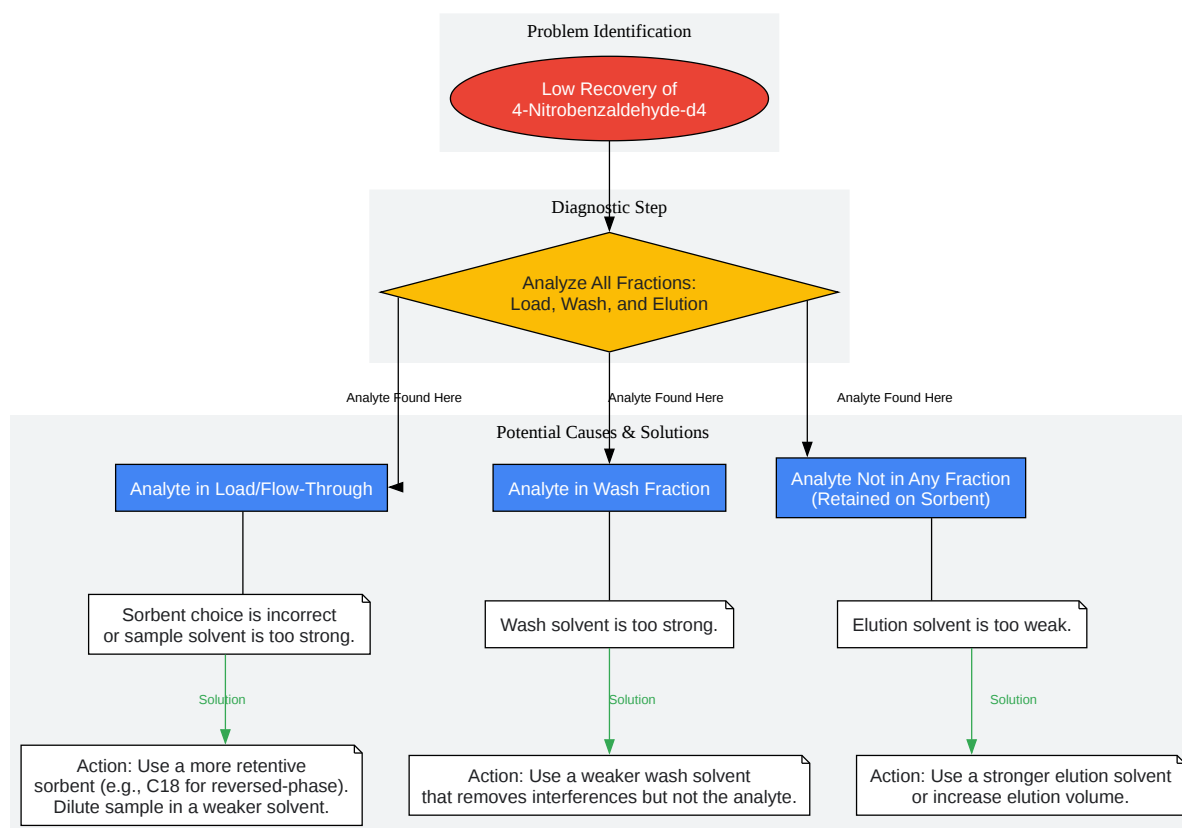 Problem Identification
Low Recovery of
4-Nitrobenzaldehyde-d4
Diagnostic Step
Analyze All Fractions:
Load, Wash, and Elution
Analyte Found Here
Analyte Found Here
Analyte Found Here
Potential Causes & Solutions
Analyte in Load/Flow-Through
Analyte in Wash Fraction
Analyte Not in Any Fraction
(Retained on Sorbent)
Sorbent choice is incorrect
or sample solvent is too strong.
Wash solvent is too strong.
Elution solvent is too weak.
Solution
Solution
Solution
Action: Use a more retentive
sorbent (e.g., C18 for reversed-phase).
Dilute sample in a weaker solvent.
Action: Use a weaker wash solvent
that removes interferences but not the analyte.
Action: Use a stronger elution solvent
or increase elution volume.